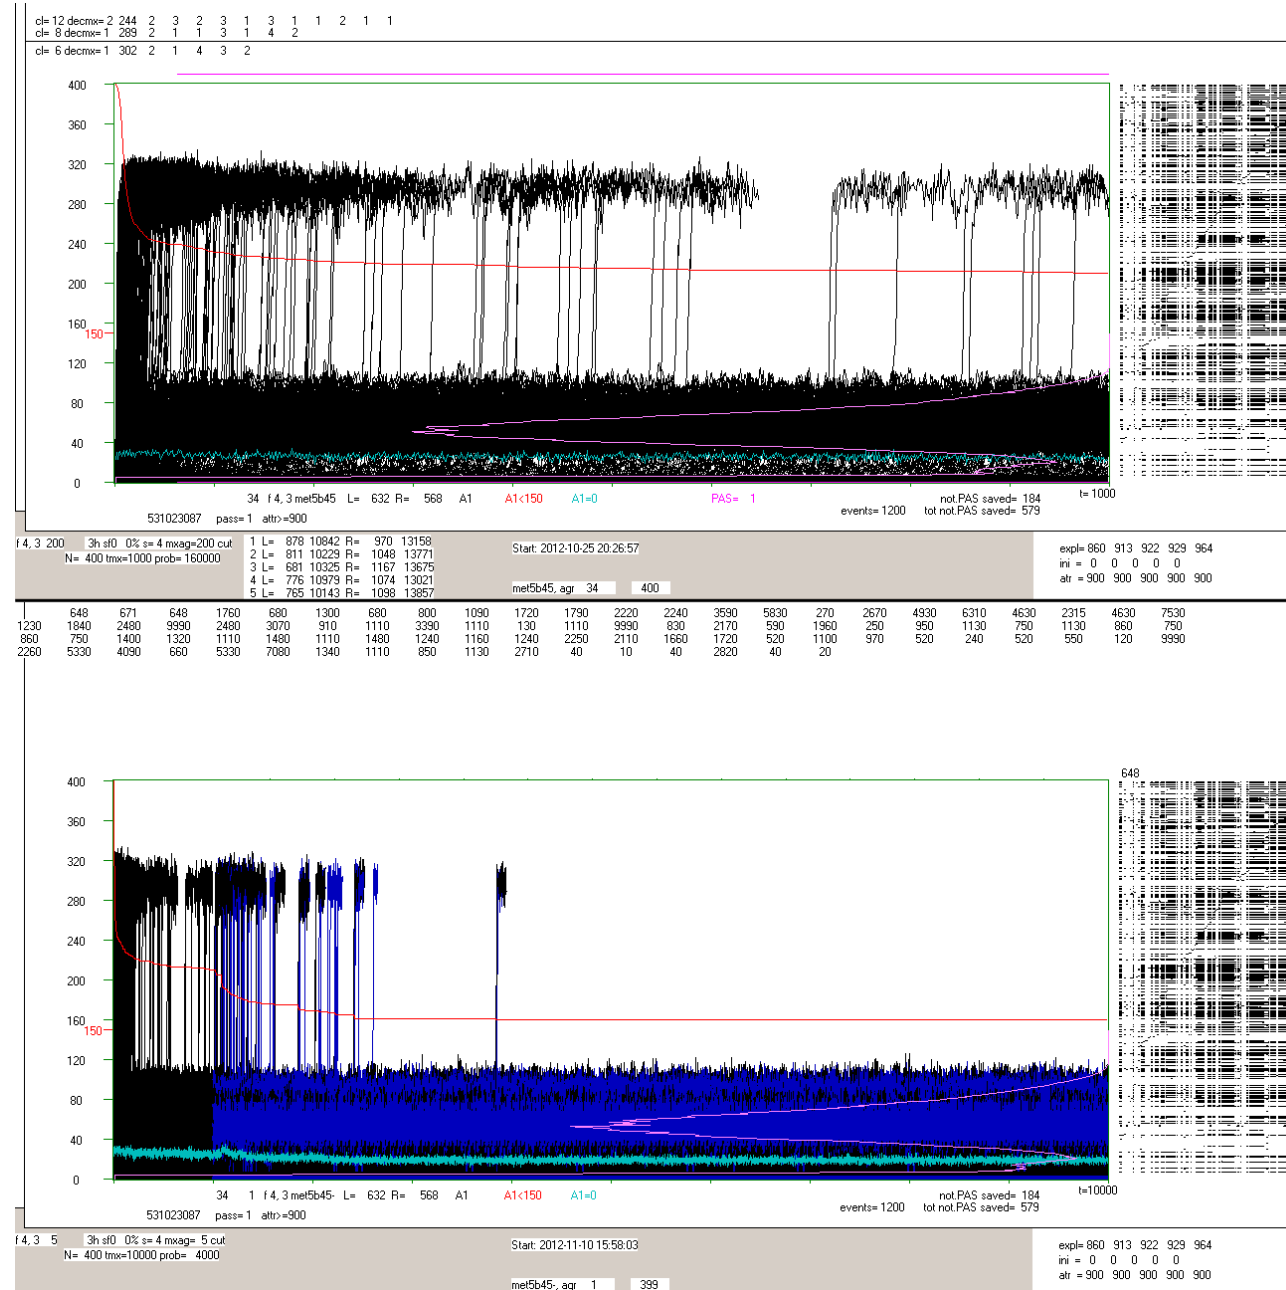 cl= 12 decmx= 2 244 2 3 2 3 1 3 1 1 2 1 1
cl= 8 decmx= 1 289 2 1 1 3 1 4 2
cl= 6 decmx= 1 302 2 1 4 3 2
400
360
320
280
240
200
160
150
120
80
40
0
34 f 4, 3 met5b45 L= 632 R= 568 A1 A1<150 A1=0 PAS= 1 not.PAS saved= 184 t= 1000
531023087 pass= 1 attr>=900 events= 1200 tot not.PAS saved= 579
f 4, 3 200 3h sf0 0% s= 4 mxag=200 cut
N= 400 tmx=1000 prob= 160000
1 L= 878 10842 R= 970 13158
2 L= 811 10229 R= 1048 13771
3 L= 681 10325 R= 1167 13675
4 L= 776 10979 R= 1074 13021
5 L= 765 10143 R= 1098 13857
Start: 2012-10-25 20:26:57
met5b45, agr 34 400
expl= 860 913 922 929 964
ini = 0 0 0 0 0
atr = 900 900 900 900 900
648 671 648 1760 680 1300 680 800 1090 1720 1790 2220 2240 3590 5830 270 2670 4930 6310 4630 2315 4630 7530
1230 1840 2480 9990 2480 3070 910 1110 3390 1110 130 1110 9990 830 2170 590 1960 250 950 1130 750 1130 860 750
860 750 1400 1320 1110 1480 1110 1480 1240 1160 1240 2250 2110 1660 1720 520 1100 970 520 240 520 550 120 9990
2260 5330 4090 660 5330 7080 1340 1110 850 1130 2710 40 10 40 2820 40 20
648
400
360
320
280
240
200
160
150
120
80
40
0
34 1 f 4, 3 met5b45- L= 632 R= 568 A1 A1<150 A1=0 not.PAS saved= 184 t=10000
531023087 pass= 1 attr>=900 events= 1200 tot not.PAS saved= 579
f 4, 3 5 3h sf0 0% s= 4 mxag= 5 cut
N= 400 tmx=10000 prob= 4000
Start: 2012-11-10 15:58:03
met5b45-, agr 1 399
expl= 860 913 922 929 964
ini = 0 0 0 0 0
atr = 900 900 900 900 900